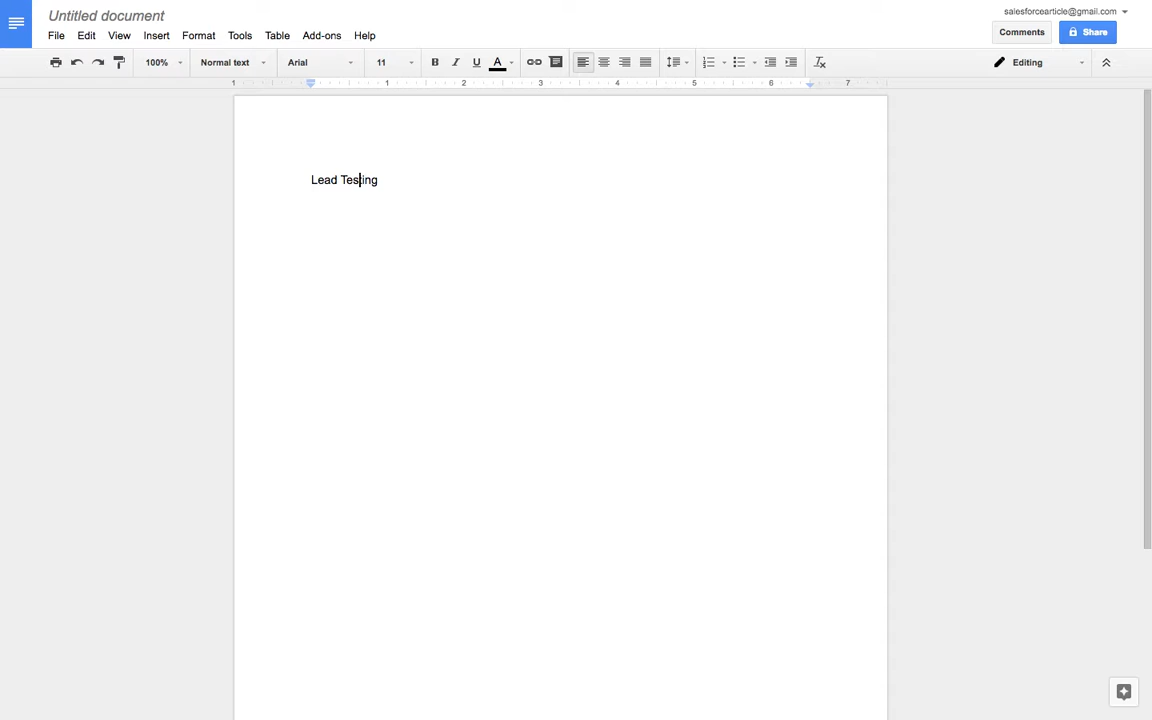 Untitled document
salesforcearticle@gmail.com
File Edit View Insert Format Tools Table Add-ons Help
Comments Share
100% Normal text Arial 11 B I U A Editing
1 1 2 3 4 5 6 7
Lead Testing